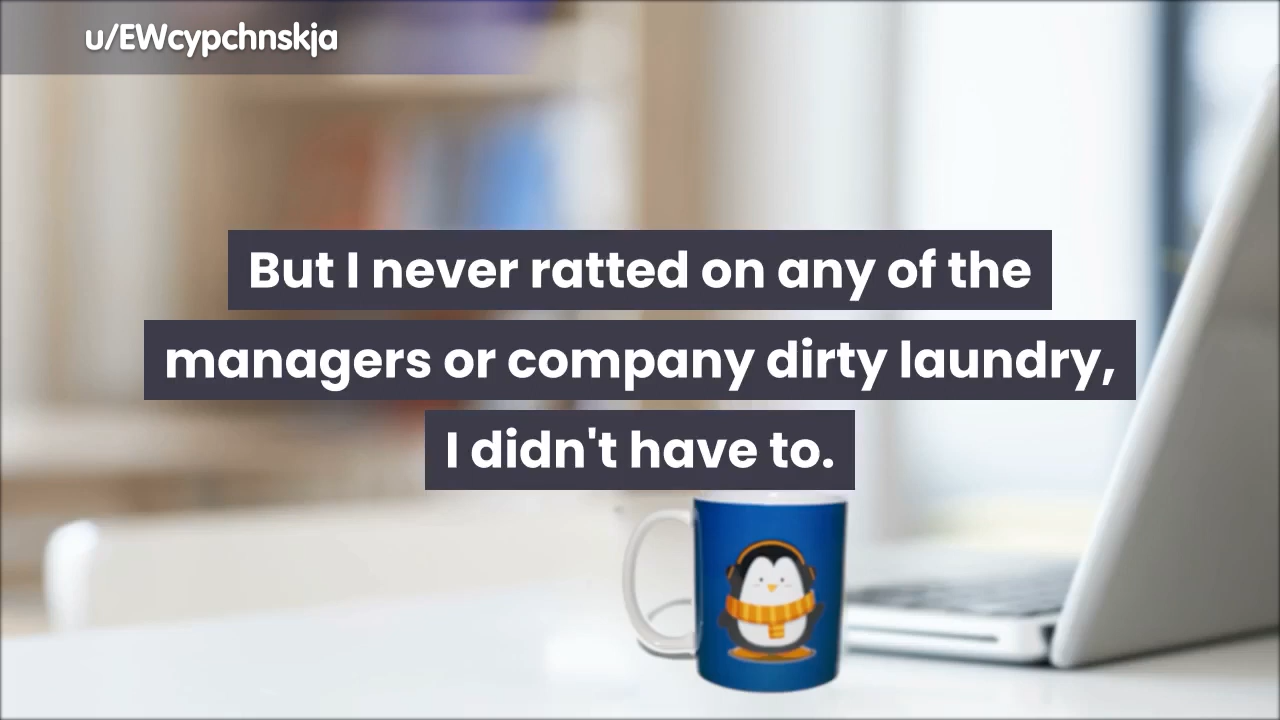 u/EWcypchnskja
But I never ratted on any of the
managers or company dirty laundry,
I didn't have to.